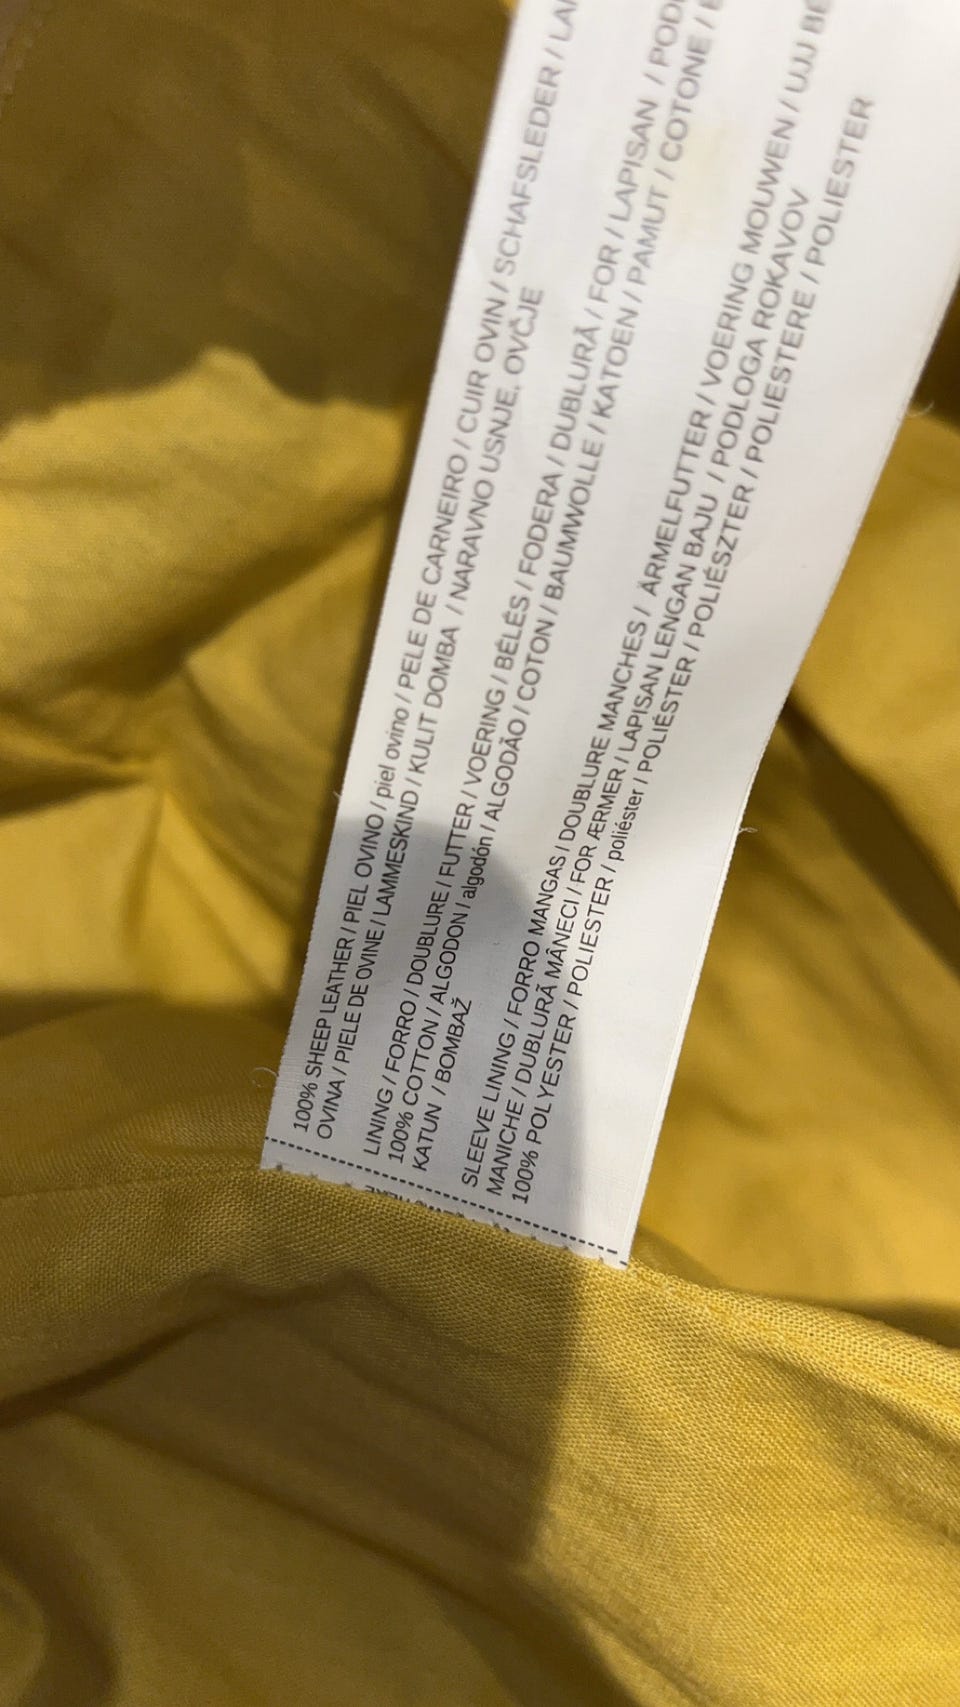 100% SHEEP LEATHER / PIEL OVINO / piel ovino / PELE DE CARNEIRO / CUIR OVIN / SCHAFSLEDER /
OVINA / PIELE DE OVINE / LAMMESKIND / KULIT DOMBA / NARAVNO USNJE, OVČJE
LINING / FORRO / DOUBLURE / FUTTER / VOERING / BÉLÉS / FODERA / DUBLURĂ / FOR / LAPISAN /
100% COTTON / ALGODON / algodón / ALGODÃO / COTON / BAUMWOLLE / KATOEN / PAMUT / COTONE /
KATUN / BOMBAŽ
SLEEVE LINING / FORRO MANGAS / DOUBLURE MANCHES / ÄRMELFUTTER / VOERING MOUWEN / UJJ
MANICHE / DUBLURĂ MÂNECI / FOR ÆRMER / LAPISAN LENGAN BAJU / PODLOGA ROKAVOV
100% POLYESTER / POLIESTER / poliéster / POLIÉSTER / POLIÉSZTER / POLIESTERE / POLIESTER